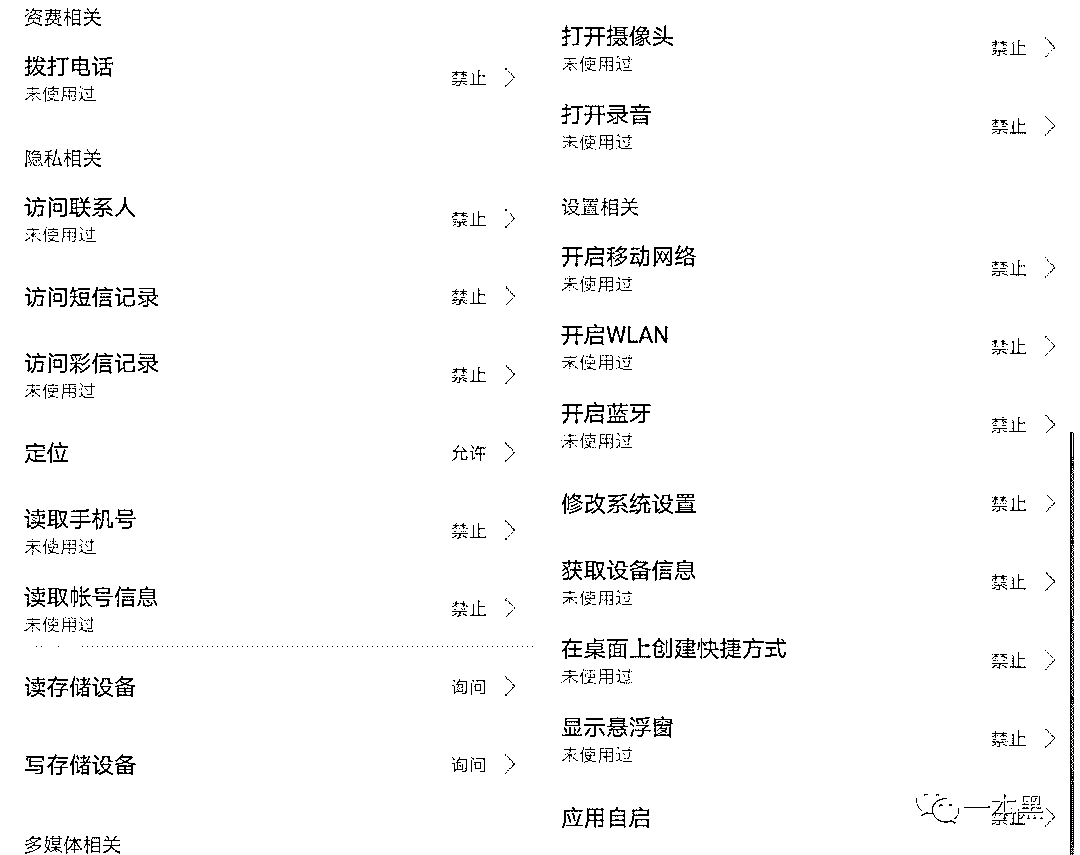 资费相关
拨打电话
未使用过
禁止
隐私相关
访问联系人
未使用过
禁止
访问短信记录
禁止
访问彩信记录
未使用过
禁止
定位
允许
读取手机号
未使用过
禁止
读取帐号信息
未使用过
禁止
读存储设备
询问
写存储设备
询问
多媒体相关
打开摄像头
未使用过
禁止
打开录音
未使用过
禁止
设置相关
开启移动网络
未使用过
禁止
开启WLAN
未使用过
禁止
开启蓝牙
未使用过
禁止
修改系统设置
禁止
获取设备信息
未使用过
禁止
在桌面上创建快捷方式
未使用过
禁止
显示悬浮窗
未使用过
禁止
应用自启
禁止
一本黑